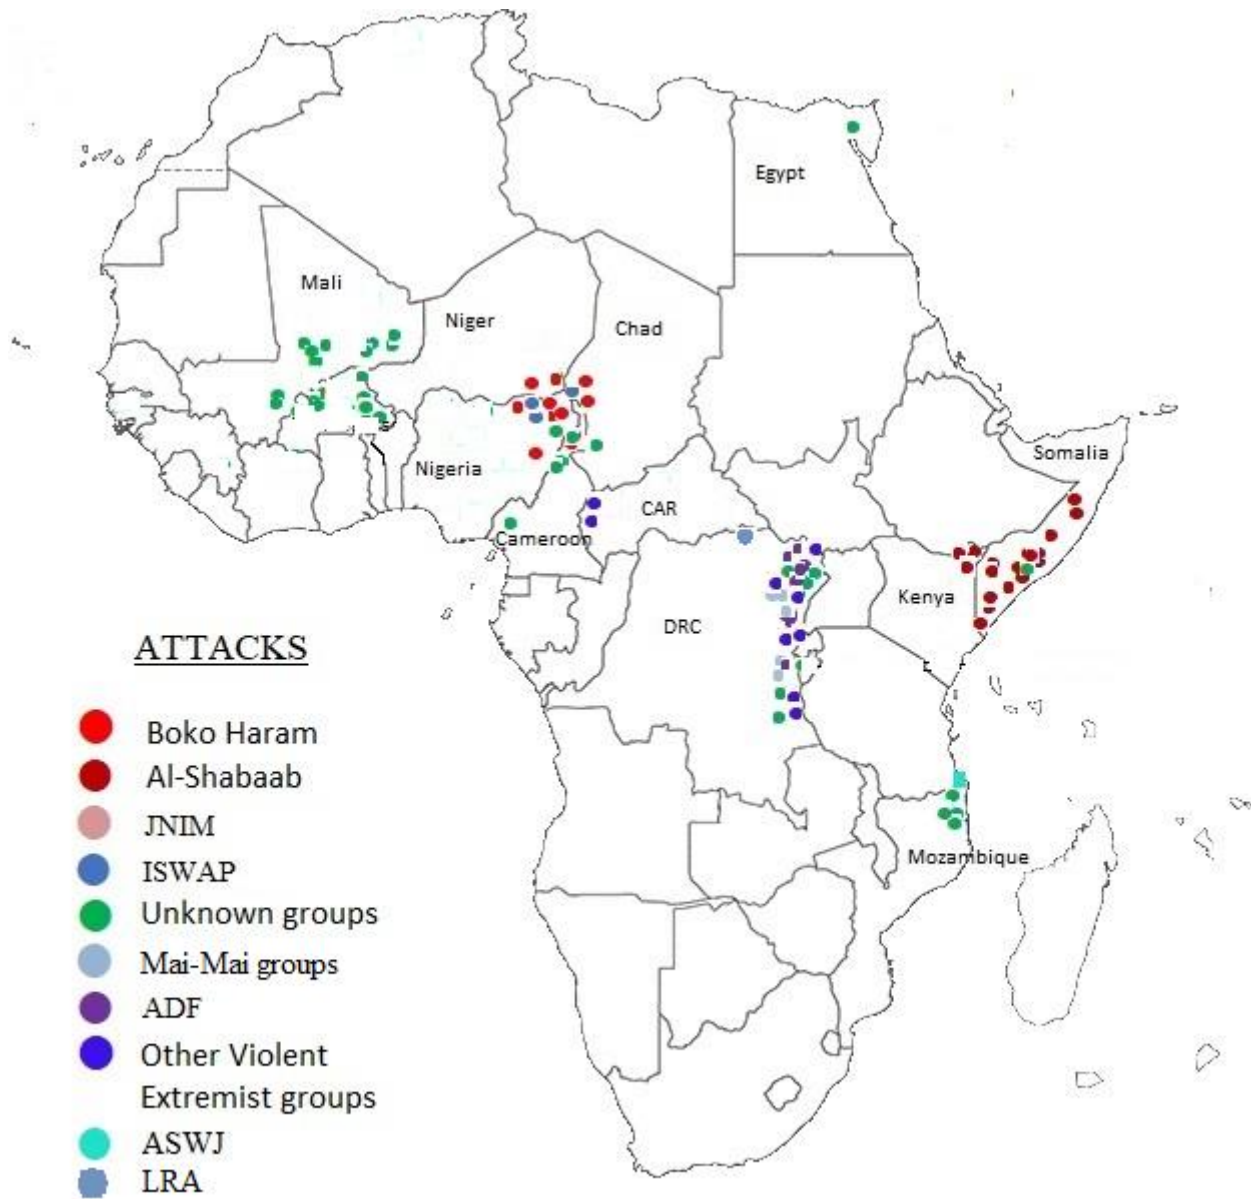 Egypt
Mali
Niger
Chad
Somalia
Nigeria
CAR
Cameroon
Kenya
DRC
Mozambique
ATTACKS
Boko Haram
Al-Shabaab
JNIM
ISWAP
Unknown groups
Mai-Mai groups
ADF
Other Violent
Extremist groups
ASWJ
LRA